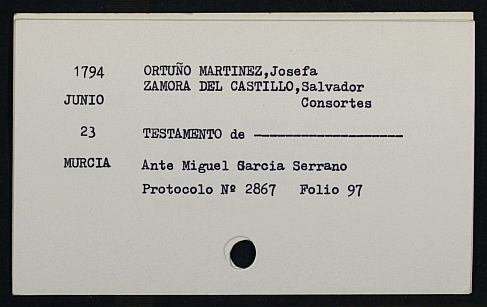 1794 ORTUÑO MARTINEZ,Josefa
ZAMORA DEL CASTILLO,Salvador
JUNIO Consortes
23 TESTAMENTO de -------------------
MURCIA Ante Miguel Garcia Serrano
Protocolo Nº 2867 Folio 97